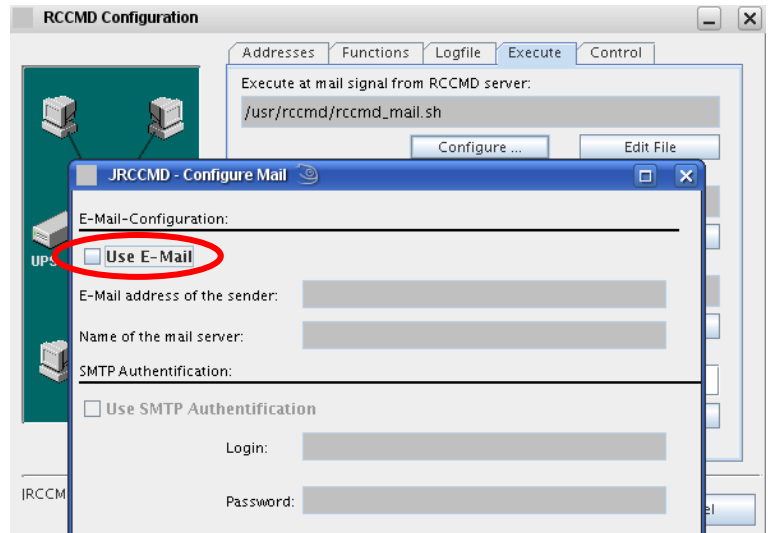 RCCMD Configuration
Addresses Functions Logfile Execute Control
Execute at mail signal from RCCMD server:
/usr/rccmd/rccmd_mail.sh
Configure ... Edit File
JRCCMD - Configure Mail
E-Mail-Configuration:
UPS
Use E-Mail
E-Mail address of the sender:
Name of the mail server:
SMTP Authentification:
Use SMTP Authentification
Login:
Password: